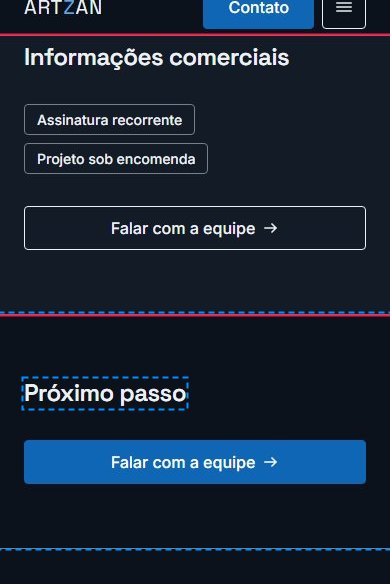 ARTZAN
Contato
Informações comerciais
Assinatura recorrente
Projeto sob encomenda
Falar com a equipe →
Próximo passo
Falar com a equipe →